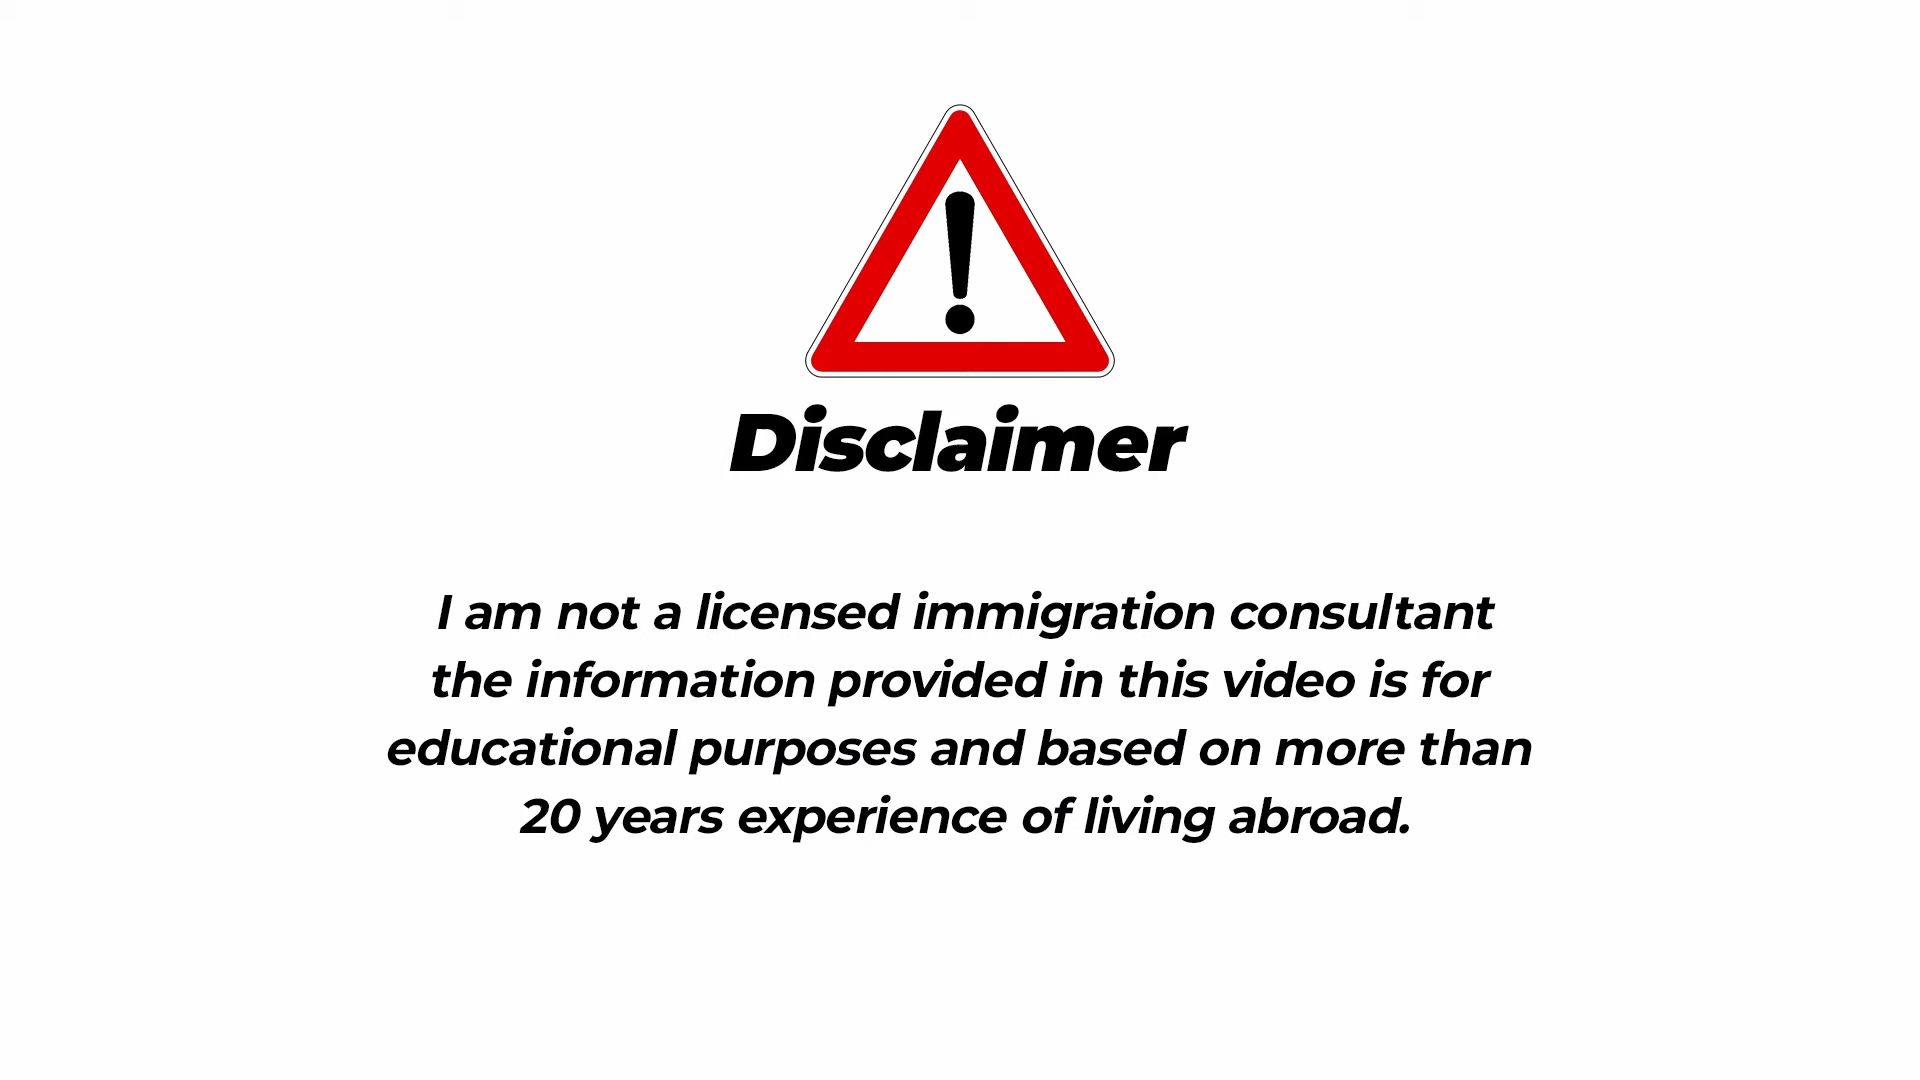 Disclaimer
I am not a licensed immigration consultant
the information provided in this video is for
educational purposes and based on more than
20 years experience of living abroad.